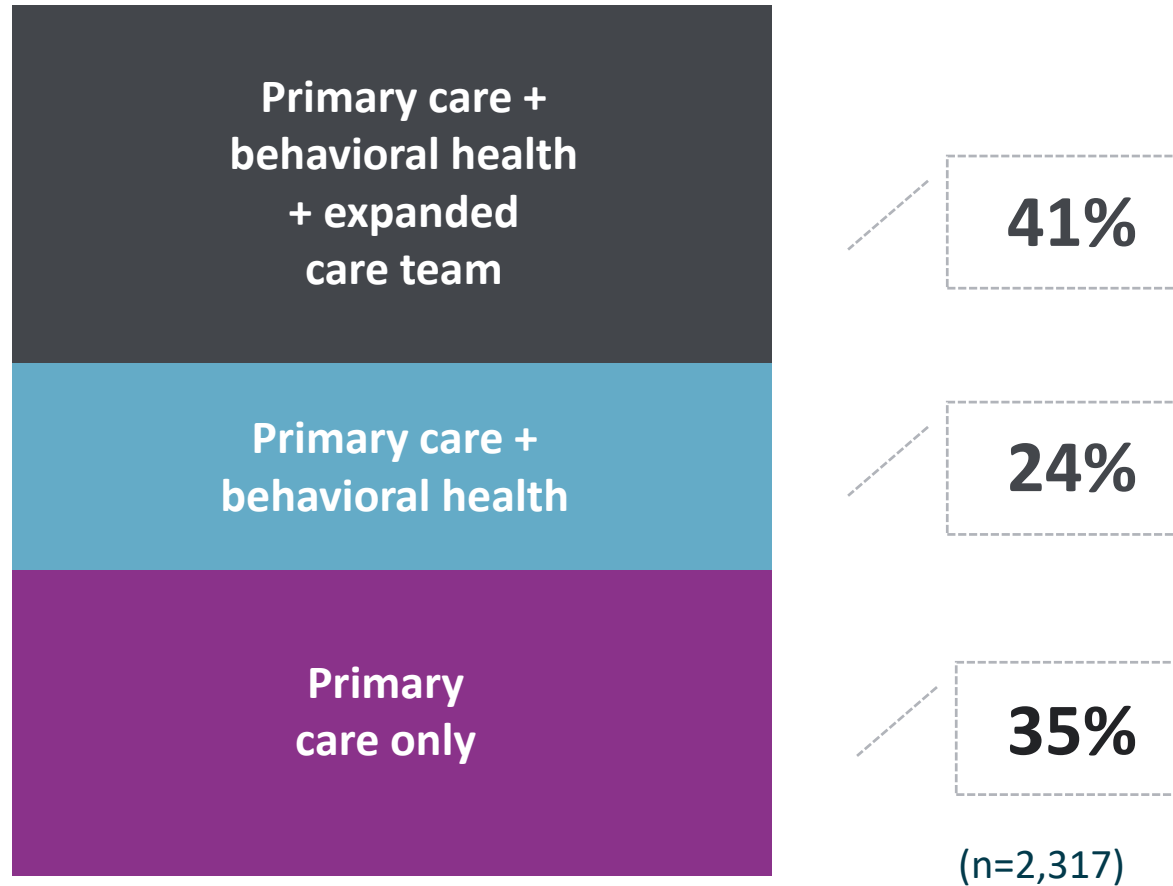 Primary care +
behavioral health
+ expanded
care team
41%
Primary care +
behavioral health
24%
Primary
care only
35%
(n=2,317)